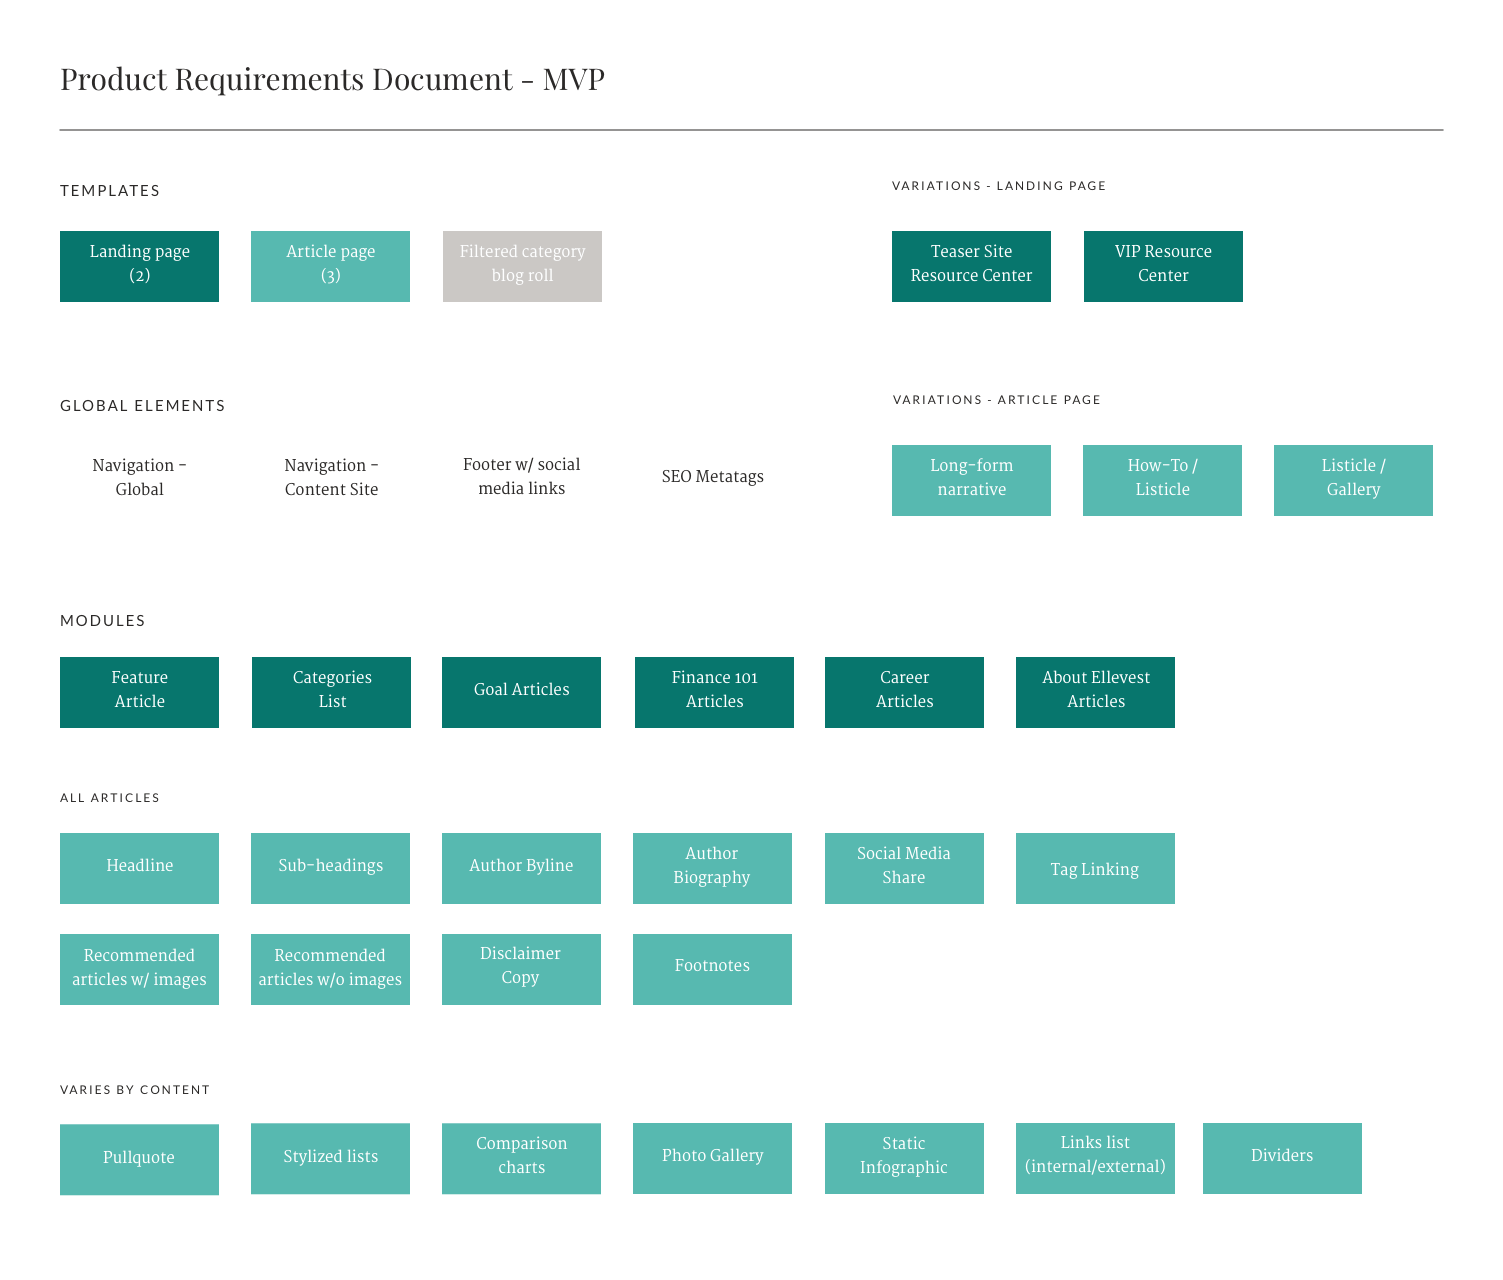 Product Requirements Document - MVP
TEMPLATES
Landing page
(2)
Article page
(3)
Filtered category
blog roll
VARIATIONS - LANDING PAGE
Teaser Site
Resource Center
VIP Resource
Center
GLOBAL ELEMENTS
Navigation -
Global
Navigation -
Content Site
Footer w/ social
media links
SEO Metatags
VARIATIONS - ARTICLE PAGE
Long-form
narrative
How-To /
Listicle
Listicle /
Gallery
MODULES
Feature
Article
Categories
List
Goal Articles
Finance 101
Articles
Career
Articles
About Ellevest
Articles
ALL ARTICLES
Headline
Sub-headings
Author Byline
Author
Biography
Social Media
Share
Tag Linking
Recommended
articles w/ images
Recommended
articles w/o images
Disclaimer
Copy
Footnotes
VARIES BY CONTENT
Pullquote
Stylized lists
Comparison
charts
Photo Gallery
Static
Infographic
Links list
(internal/external)
Dividers